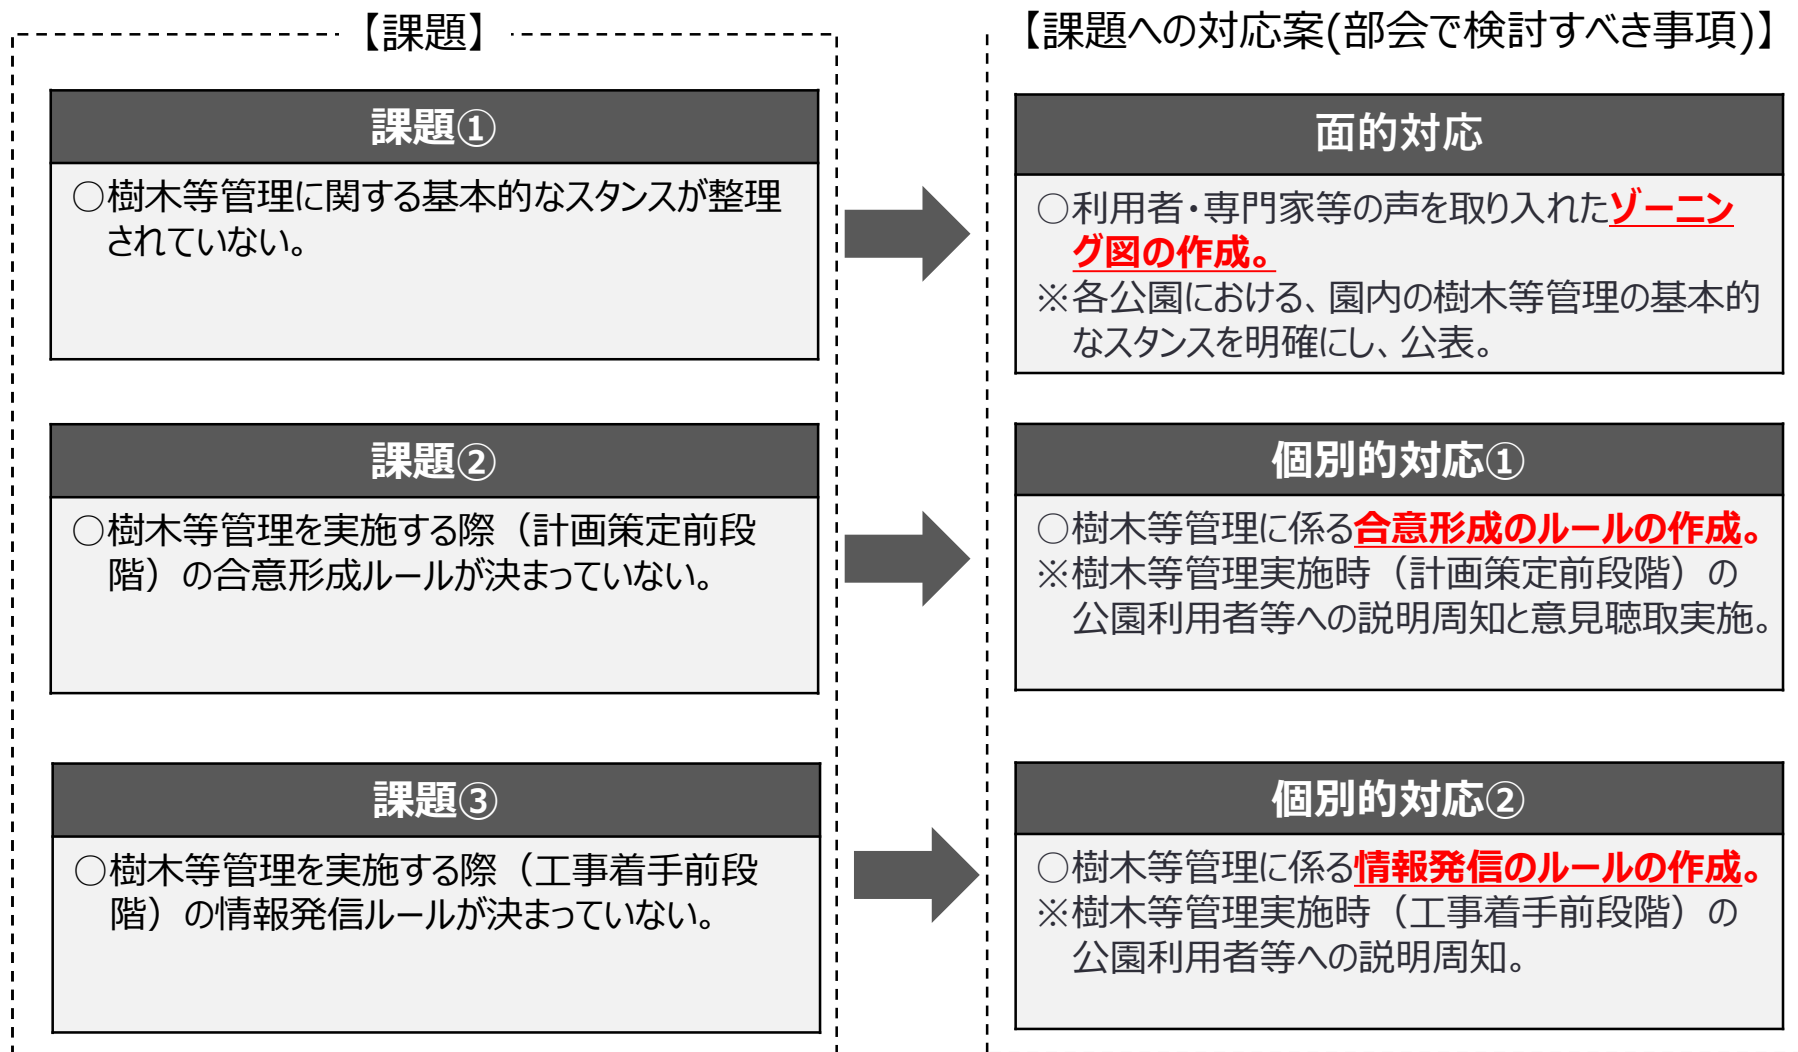 【課題】
課題①
○樹木等管理に関する基本的なスタンスが整理
されていない。
課題②
○樹木等管理を実施する際（計画策定前段
階）の合意形成ルールが決まっていない。
課題③
○樹木等管理を実施する際（工事着手前段
階）の情報発信ルールが決まっていない。
【課題への対応案(部会で検討すべき事項)】
面的対応
○利用者・専門家等の声を取り入れたゾーニン
グ図の作成。
※各公園における、園内の樹木等管理の基本的
なスタンスを明確にし、公表。
個別的対応①
○樹木等管理に係る合意形成のルールの作成。
※樹木等管理実施時（計画策定前段階）の
公園利用者等への説明周知と意見聴取実施。
個別的対応②
○樹木等管理に係る情報発信のルールの作成。
※樹木等管理実施時（工事着手前段階）の
公園利用者等への説明周知。